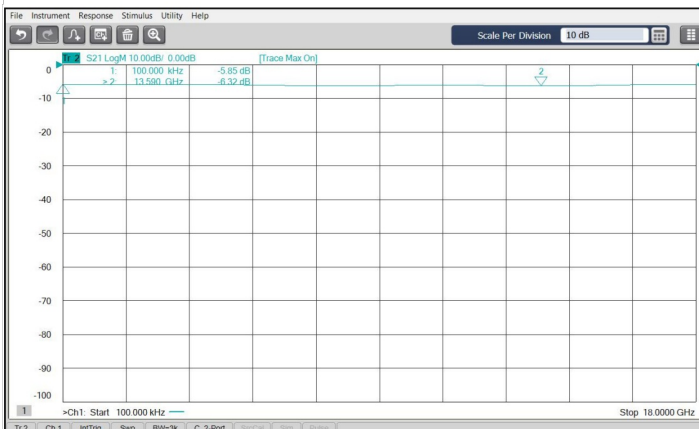 File Instrument Response Stimulus Utility Help
Scale Per Division 10 dB
Tr 2 S21 LogM 10.00dB/ 0.00dB [Trace Max On]
1: 100.000 kHz -5.85 dB
> 2: 13.590 GHz -6.32 dB
2
0
-10
-20
-30
-40
-50
-60
-70
-80
-90
-100
1 >Ch1: Start 100.000 kHz Stop 18.0000 GHz
Tr 2 Ch 1 IntTrig Swp BW=3k C 2-Port